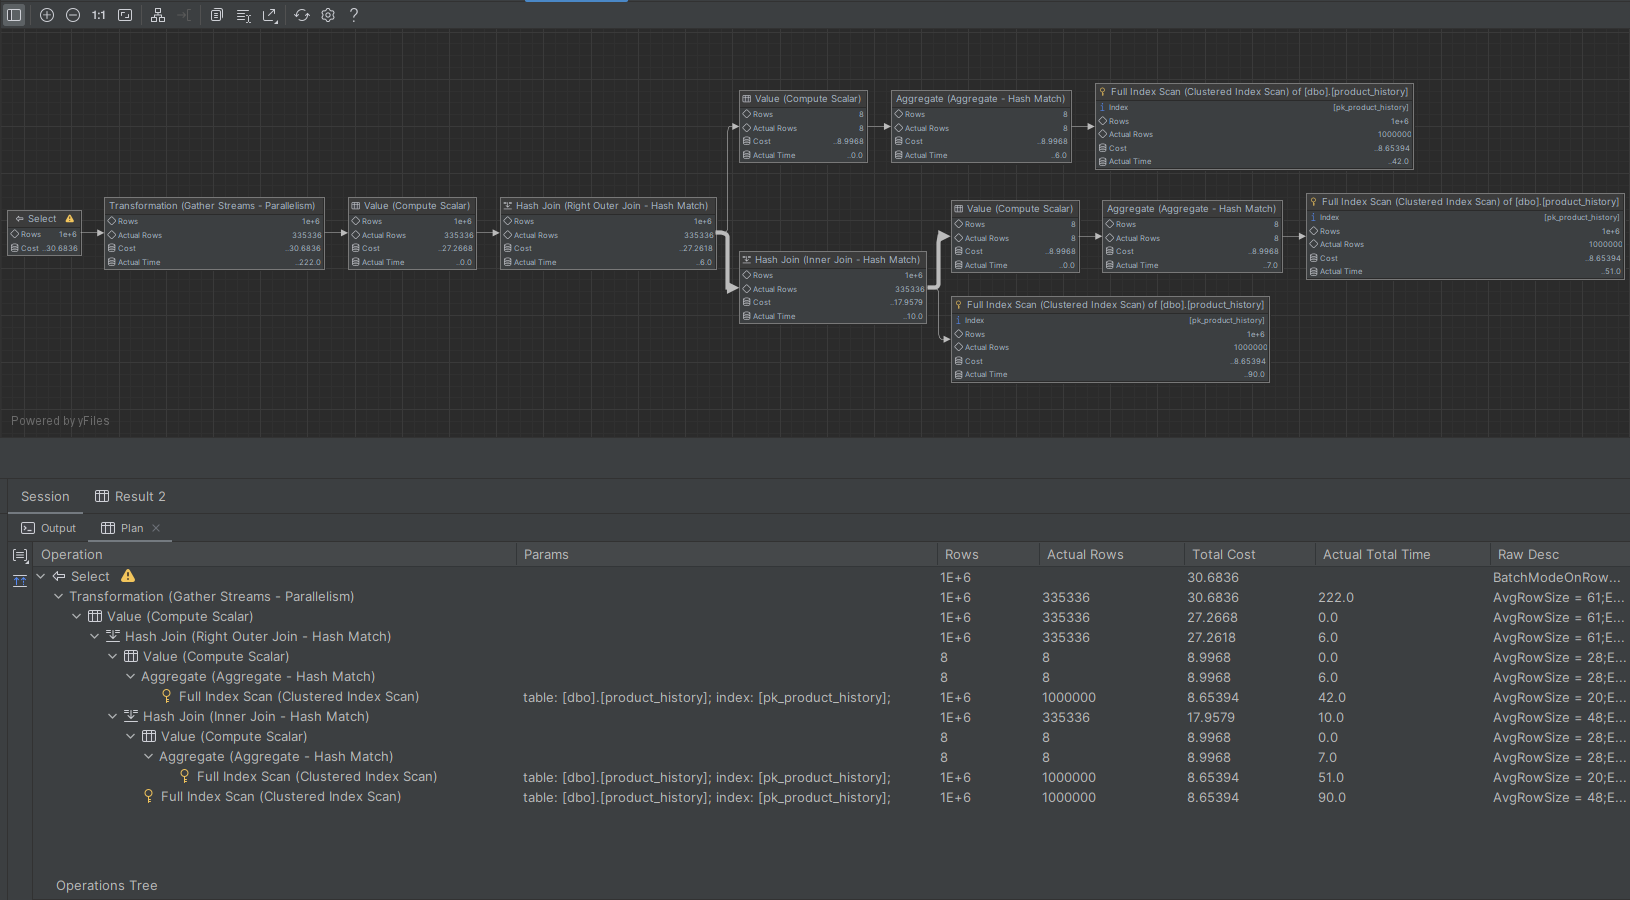 1:1
Value (Compute Scalar)
Rows 8
Actual Rows 8
Cost ..8.9968
Actual Time ..0.0
Aggregate (Aggregate - Hash Match)
Rows 8
Actual Rows 8
Cost ..8.9968
Actual Time ..6.0
Full Index Scan (Clustered Index Scan) of [dbo].[product_history]
Index [pk_product_history]
Rows 1e+6
Actual Rows 1000000
Cost ..8.65394
Actual Time ..42.0
Select
Rows 1e+6
Cost ..30.6836
Transformation (Gather Streams - Parallelism)
Rows 1e+6
Actual Rows 335336
Cost ..30.6836
Actual Time ..222.0
Value (Compute Scalar)
Rows 1e+6
Actual Rows 335336
Cost ..27.2668
Actual Time ..0.0
Hash Join (Right Outer Join - Hash Match)
Rows 1e+6
Actual Rows 335336
Cost ..27.2618
Actual Time ..6.0
Hash Join (Inner Join - Hash Match)
Rows 1e+6
Actual Rows 335336
Cost ..17.9579
Actual Time ..10.0
Value (Compute Scalar)
Rows 8
Actual Rows 8
Cost ..8.9968
Actual Time ..0.0
Aggregate (Aggregate - Hash Match)
Rows 8
Actual Rows 8
Cost ..8.9968
Actual Time ..7.0
Full Index Scan (Clustered Index Scan) of [dbo].[product_history]
Index [pk_product_history]
Rows 1e+6
Actual Rows 1000000
Cost ..8.65394
Actual Time ..51.0
Full Index Scan (Clustered Index Scan) of [dbo].[product_history]
Index [pk_product_history]
Rows 1e+6
Actual Rows 1000000
Cost ..8.65394
Actual Time ..90.0
Powered by yFiles
Session Result 2
Output Plan
Operation Params Rows Actual Rows Total Cost Actual Total Time Raw Desc
Select 1E+6 30.6836 BatchModeOnRow...
Transformation (Gather Streams - Parallelism) 1E+6 335336 30.6836 222.0 AvgRowSize = 61;E...
Value (Compute Scalar) 1E+6 335336 27.2668 0.0 AvgRowSize = 61;E...
Hash Join (Right Outer Join - Hash Match) 1E+6 335336 27.2618 6.0 AvgRowSize = 61;E...
Value (Compute Scalar) 8 8 8.9968 0.0 AvgRowSize = 28;E...
Aggregate (Aggregate - Hash Match) 8 8 8.9968 6.0 AvgRowSize = 28;E...
Full Index Scan (Clustered Index Scan) table: [dbo].[product_history]; index: [pk_product_history]; 1E+6 1000000 8.65394 42.0 AvgRowSize = 20;E...
Hash Join (Inner Join - Hash Match) 1E+6 335336 17.9579 10.0 AvgRowSize = 48;E...
Value (Compute Scalar) 8 8 8.9968 0.0 AvgRowSize = 28;E...
Aggregate (Aggregate - Hash Match) 8 8 8.9968 7.0 AvgRowSize = 28;E...
Full Index Scan (Clustered Index Scan) table: [dbo].[product_history]; index: [pk_product_history]; 1E+6 1000000 8.65394 51.0 AvgRowSize = 20;E...
Full Index Scan (Clustered Index Scan) table: [dbo].[product_history]; index: [pk_product_history]; 1E+6 1000000 8.65394 90.0 AvgRowSize = 48;E...
Operations Tree